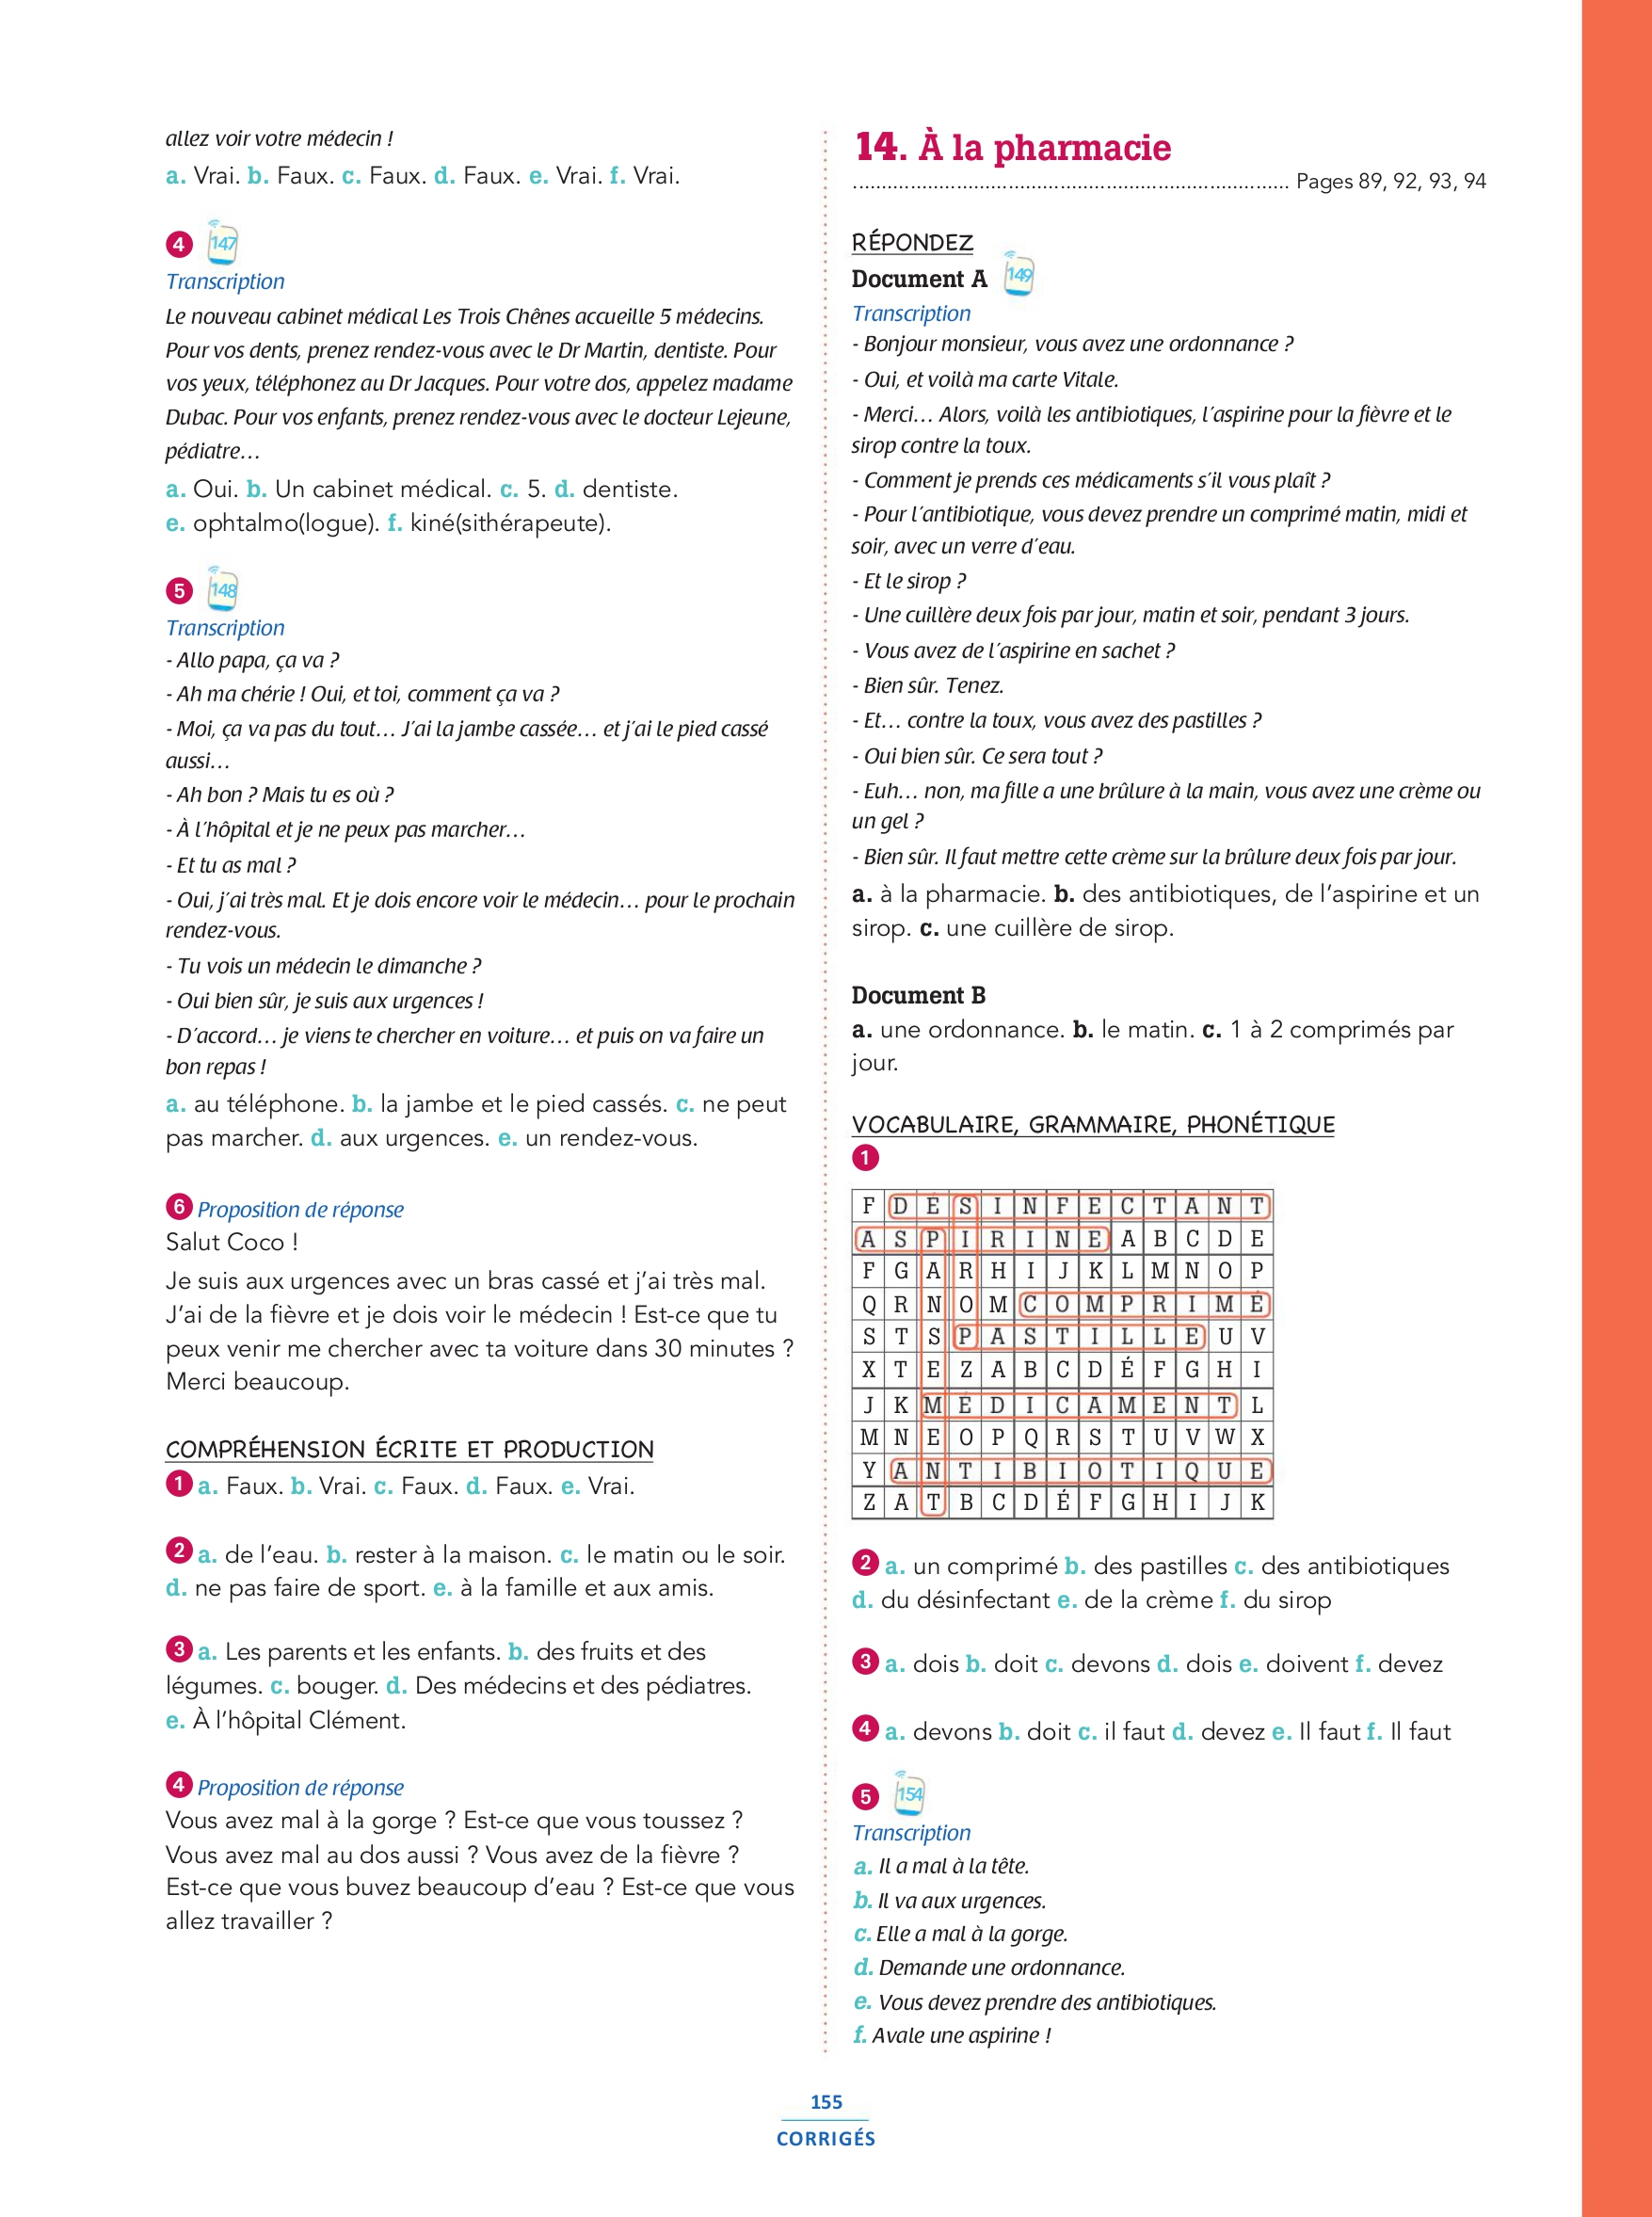 allez voir votre médecin !
a. Vrai. b. Faux. c. Faux. d. Faux. e. Vrai. f. Vrai.
4 147
Transcription
Le nouveau cabinet médical Les Trois Chênes accueille 5 médecins.
Pour vos dents, prenez rendez-vous avec le Dr Martin, dentiste. Pour
vos yeux, téléphonez au Dr Jacques. Pour votre dos, appelez madame
Dubac. Pour vos enfants, prenez rendez-vous avec le docteur Lejeune,
pédiatre…
a. Oui. b. Un cabinet médical. c. 5. d. dentiste.
e. ophtalmo(logue). f. kiné(sithérapeute).
5 148
Transcription
- Allo papa, ça va ?
- Ah ma chérie ! Oui, et toi, comment ça va ?
- Moi, ça va pas du tout… J'ai la jambe cassée… et j'ai le pied cassé
aussi…
- Ah bon ? Mais tu es où ?
- À l'hôpital et je ne peux pas marcher…
- Et tu as mal ?
- Oui, j'ai très mal. Et je dois encore voir le médecin… pour le prochain
rendez-vous.
- Tu vois un médecin le dimanche ?
- Oui bien sûr, je suis aux urgences !
- D'accord… je viens te chercher en voiture… et puis on va faire un
bon repas !
a. au téléphone. b. la jambe et le pied cassés. c. ne peut
pas marcher. d. aux urgences. e. un rendez-vous.
6 Proposition de réponse
Salut Coco !
Je suis aux urgences avec un bras cassé et j'ai très mal.
J'ai de la fièvre et je dois voir le médecin ! Est-ce que tu
peux venir me chercher avec ta voiture dans 30 minutes ?
Merci beaucoup.
COMPRÉHENSION ÉCRITE ET PRODUCTION
1 a. Faux. b. Vrai. c. Faux. d. Faux. e. Vrai.
2 a. de l'eau. b. rester à la maison. c. le matin ou le soir.
d. ne pas faire de sport. e. à la famille et aux amis.
3 a. Les parents et les enfants. b. des fruits et des
légumes. c. bouger. d. Des médecins et des pédiatres.
e. À l'hôpital Clément.
4 Proposition de réponse
Vous avez mal à la gorge ? Est-ce que vous toussez ?
Vous avez mal au dos aussi ? Vous avez de la fièvre ?
Est-ce que vous buvez beaucoup d'eau ? Est-ce que vous
allez travailler ?
14. À la pharmacie
Pages 89, 92, 93, 94
RÉPONDEZ
Document A 149
Transcription
- Bonjour monsieur, vous avez une ordonnance ?
- Oui, et voilà ma carte Vitale.
- Merci… Alors, voilà les antibiotiques, l'aspirine pour la fièvre et le
sirop contre la toux.
- Comment je prends ces médicaments s'il vous plaît ?
- Pour l'antibiotique, vous devez prendre un comprimé matin, midi et
soir, avec un verre d'eau.
- Et le sirop ?
- Une cuillère deux fois par jour, matin et soir, pendant 3 jours.
- Vous avez de l'aspirine en sachet ?
- Bien sûr. Tenez.
- Et… contre la toux, vous avez des pastilles ?
- Oui bien sûr. Ce sera tout ?
- Euh… non, ma fille a une brûlure à la main, vous avez une crème ou
un gel ?
- Bien sûr. Il faut mettre cette crème sur la brûlure deux fois par jour.
a. à la pharmacie. b. des antibiotiques, de l'aspirine et un
sirop. c. une cuillère de sirop.
Document B
a. une ordonnance. b. le matin. c. 1 à 2 comprimés par
jour.
VOCABULAIRE, GRAMMAIRE, PHONÉTIQUE
1
F D É S I N F E C T A N T
A S P I R I N E A B C D E
F G A R H I J K L M N O P
Q R N O M C O M P R I M É
S T S P A S T I L L E U V
X T E Z A B C D É F G H I
J K M É D I C A M E N T L
M N E O P Q R S T U V W X
Y A N T I B I O T I Q U E
Z A T B C D É F G H I J K
2 a. un comprimé b. des pastilles c. des antibiotiques
d. du désinfectant e. de la crème f. du sirop
3 a. dois b. doit c. devons d. dois e. doivent f. devez
4 a. devons b. doit c. il faut d. devez e. Il faut f. Il faut
5 154
Transcription
a. Il a mal à la tête.
b. Il va aux urgences.
c. Elle a mal à la gorge.
d. Demande une ordonnance.
e. Vous devez prendre des antibiotiques.
f. Avale une aspirine !
155
CORRIGÉS